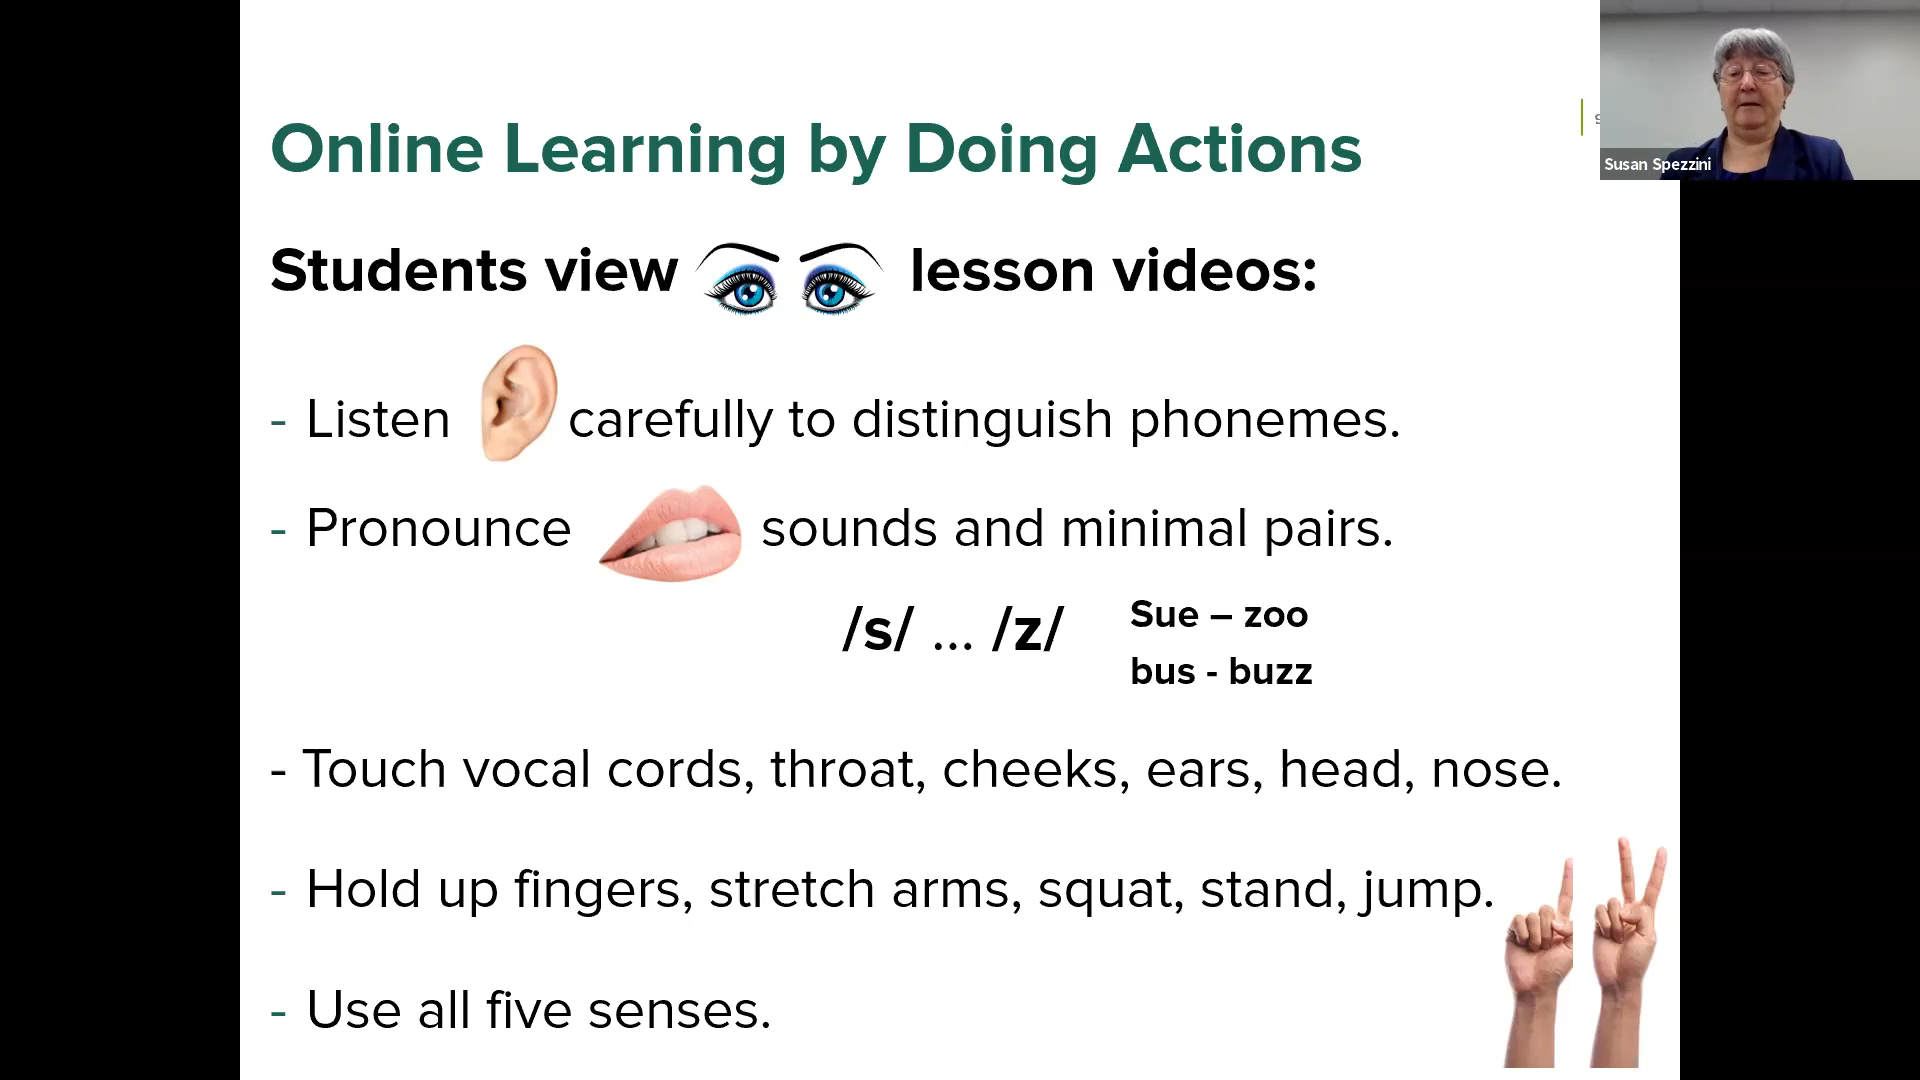 Online Learning by Doing Actions
Students view lesson videos:
- Listen carefully to distinguish phonemes.
- Pronounce sounds and minimal pairs.
/s/ ... /z/
Sue – zoo
bus - buzz
- Touch vocal cords, throat, cheeks, ears, head, nose.
- Hold up fingers, stretch arms, squat, stand, jump.
- Use all five senses.
Susan Spezzini